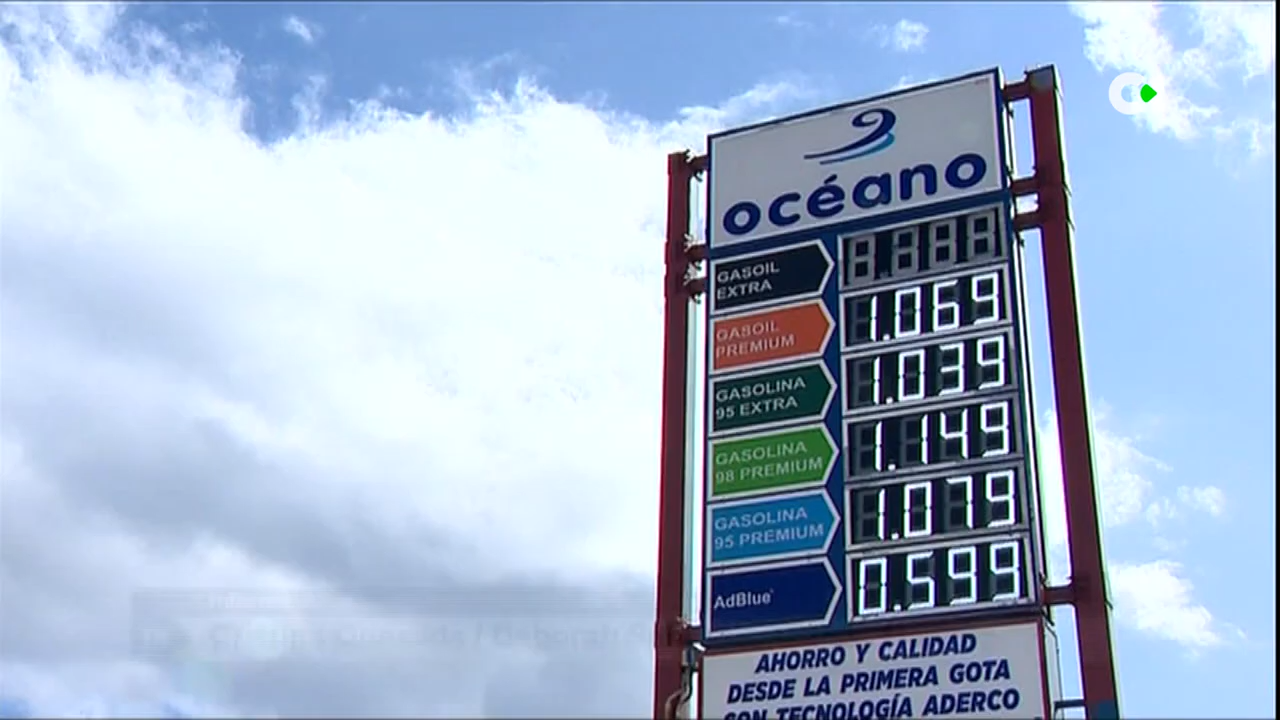 océano
GASOIL
EXTRA
GASOIL
PREMIUM
1.069
GASOLINA
95 EXTRA
1.039
GASOLINA
98 PREMIUM
1.149
GASOLINA
95 PREMIUM
1.079
AdBlue
0.599
AHORRO Y CALIDAD
DESDE LA PRIMERA GOTA
CON TECNOLOGÍA ADERCO